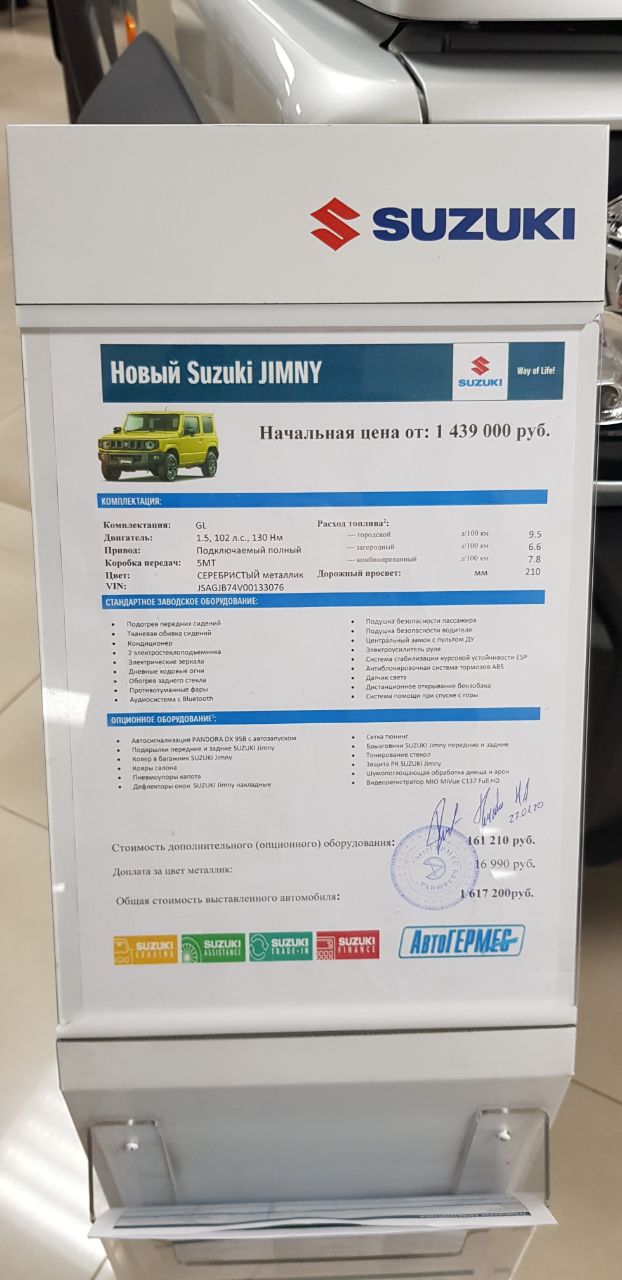 SUZUKI
Новый Suzuki JIMNY
SUZUKI
Way of Life!
Начальная цена от: 1 439 000 руб.
КОМПЛЕКТАЦИЯ:
Комплектация: GL
Двигатель: 1.5, 102 л.с., 130 Нм
Привод: Подключаемый полный
Коробка передач: 5МТ
Цвет: СЕРЕБРИСТЫЙ металлик
VIN: JSAGJB74V00133076
Расход топлива²:
— городской л/100 км 9.5
— загородный л/100 км 6.6
— комбинированный л/100 км 7.8
Дорожный просвет: мм 210
СТАНДАРТНОЕ ЗАВОДСКОЕ ОБОРУДОВАНИЕ:
• Подогрев передних сидений
• Тканевая обивка сидений
• Кондиционер
• 2 электростеклоподъемника
• Электрические зеркала
• Дневные ходовые огни
• Обогрев заднего стекла
• Противотуманные фары
• Аудиосистема с Bluetooth
• Подушка безопасности пассажира
• Подушка безопасности водителя
• Центральный замок с пультом ДУ
• Электроусилитель руля
• Система стабилизации курсовой устойчивости ESP
• Антиблокировочная система тормозов ABS
• Датчик света
• Дистанционное открывание бензобака
• Система помощи при спуске с горы
ОПЦИОННОЕ ОБОРУДОВАНИЕ³:
• Автосигнализация PANDORA DX 95B с автозапуском
• Подкрылки передние и задние SUZUKI Jimny
• Ковер в багажник SUZUKI Jimny
• Ковры салона
• Пневмоупоры капота
• Дефлекторы окон SUZUKI Jimny накладные
• Сетка тюнинг
• Брызговики SUZUKI Jimny передние и задние
• Тонирование стекол
• Защита РК SUZUKI Jimny
• Шумопоглощающая обработка днища и арок
• Видеорегистратор MIO MiVue C137 Full HD
Стоимость дополнительного (опционного) оборудования: 161 210 руб.
Доплата за цвет металлик: 16 990 руб.
Общая стоимость выставленного автомобиля: 1 617 200руб.
SUZUKI LEASING
SUZUKI ASSISTANCE
SUZUKI TRADE-IN
SUZUKI FINANCE
АвтоГЕРМЕС